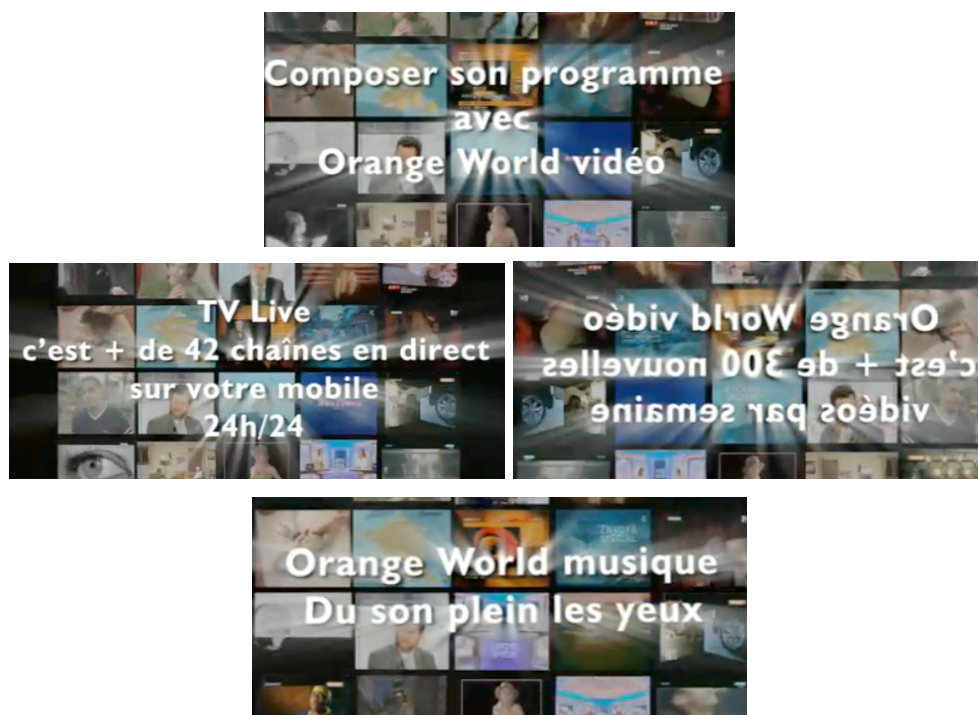 Composer son programme
avec
Orange World vidéo
TV Live
c'est + de 42 chaînes en direct
sur votre mobile
24h/24
Orange World vidéo
c'est + de 300 nouvelles
vidéos par semaine
ENVOYÉ
SPÉCIAL
Orange World musique
Du son plein les yeux